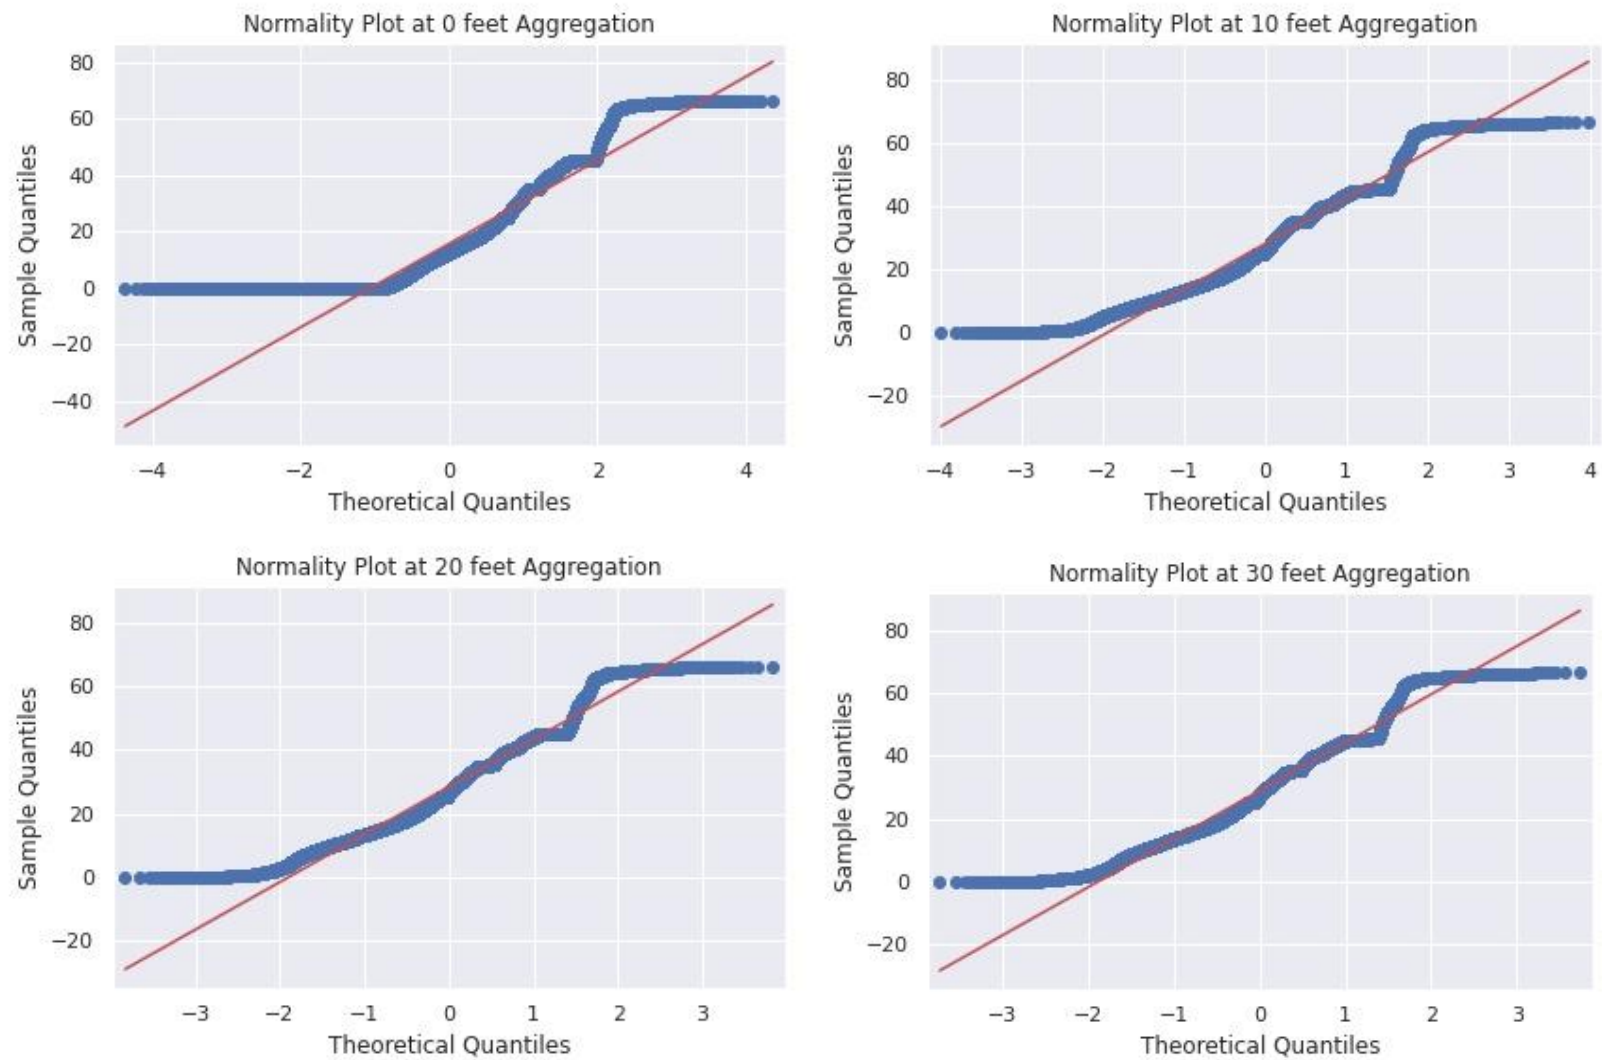 Normality Plot at 0 feet Aggregation
80
60
40
20
0
−20
−40
Sample Quantiles
−4 −2 0 2 4
Theoretical Quantiles
Normality Plot at 10 feet Aggregation
80
60
40
20
0
−20
Sample Quantiles
−4 −3 −2 −1 0 1 2 3 4
Theoretical Quantiles
Normality Plot at 20 feet Aggregation
80
60
40
20
0
−20
Sample Quantiles
−3 −2 −1 0 1 2 3
Theoretical Quantiles
Normality Plot at 30 feet Aggregation
80
60
40
20
0
−20
Sample Quantiles
−3 −2 −1 0 1 2 3
Theoretical Quantiles